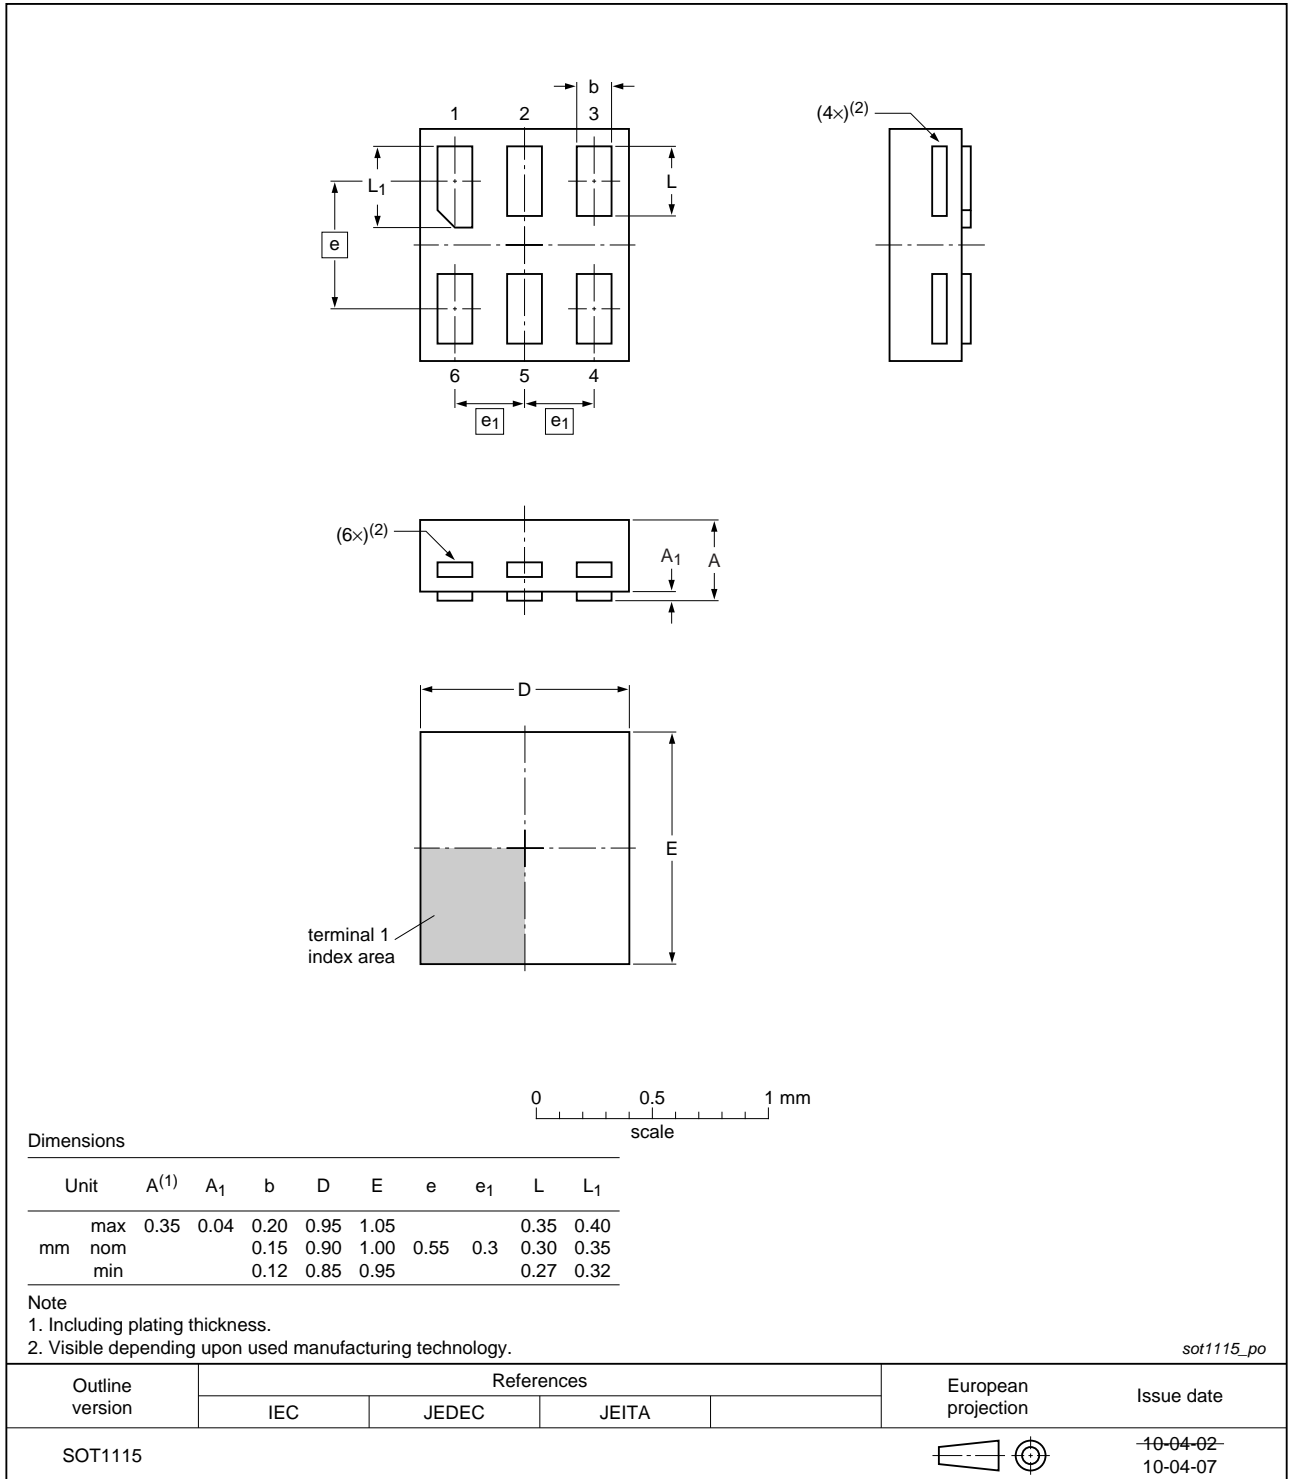 b
1 2 3
(4×)(2)
L1
L
e
6 5 4
e1 e1
(6×)(2)
A1 A
D
E
terminal 1
index area
0 0.5 1 mm
scale
Dimensions
Unit A(1) A1 b D E e e1 L L1
max 0.35 0.04 0.20 0.95 1.05 0.35 0.40
mm nom 0.15 0.90 1.00 0.55 0.3 0.30 0.35
min 0.12 0.85 0.95 0.27 0.32
Note
1. Including plating thickness.
2. Visible depending upon used manufacturing technology.
sot1115_po
Outline
version
References
IEC JEDEC JEITA
European
projection
Issue date
SOT1115
10-04-02
10-04-07